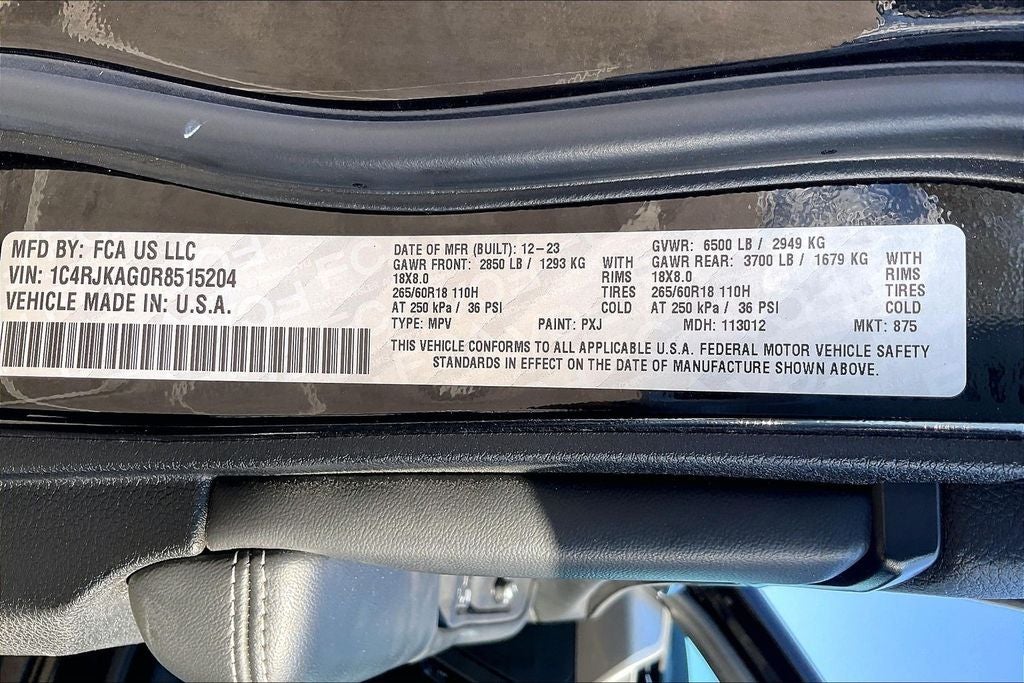 MFD BY: FCA US LLC
VIN: 1C4RJKAG0R8515204
VEHICLE MADE IN: U.S.A.
DATE OF MFR (BUILT): 12-23
GAWR FRONT: 2850 LB / 1293 KG WITH
18X8.0 RIMS
265/60R18 110H TIRES
AT 250 kPa / 36 PSI COLD
GVWR: 6500 LB / 2949 KG
GAWR REAR: 3700 LB / 1679 KG WITH
18X8.0 RIMS
265/60R18 110H TIRES
AT 250 kPa / 36 PSI COLD
TYPE: MPV PAINT: PXJ MDH: 113012 MKT: 875
THIS VEHICLE CONFORMS TO ALL APPLICABLE U.S.A. FEDERAL MOTOR VEHICLE SAFETY
STANDARDS IN EFFECT ON THE DATE OF MANUFACTURE SHOWN ABOVE.